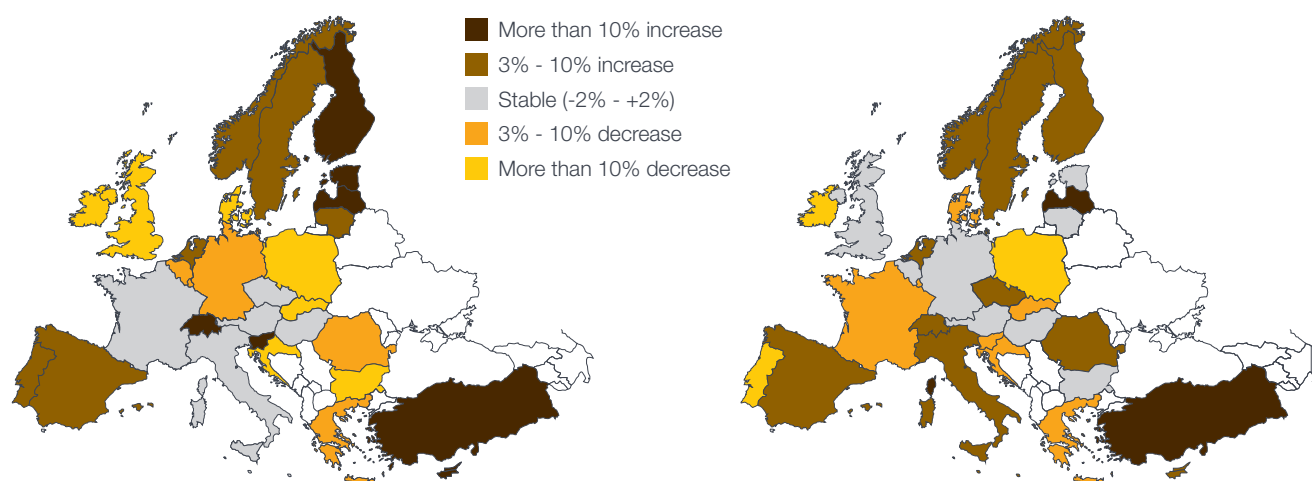 More than 10% increase
3% - 10% increase
Stable (-2% - +2%)
3% - 10% decrease
More than 10% decrease